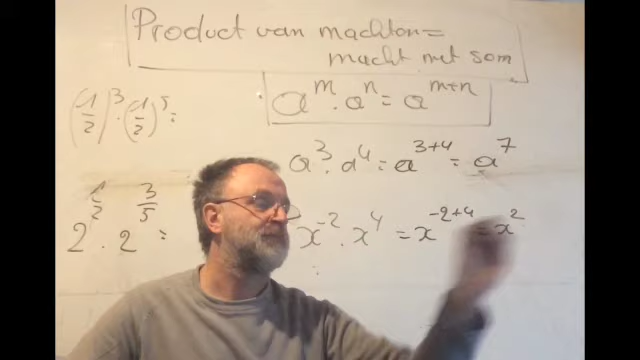 Product van machten =
macht met som
a^m . a^n = a^{m+n}
(1/2)^3 . (1/2)^5 =
a^3 . a^4 = a^{3+4} = a^7
2^{1/2} . 2^{3/5} =
x^{-2} . x^4 = x^{-2+4} = x^2